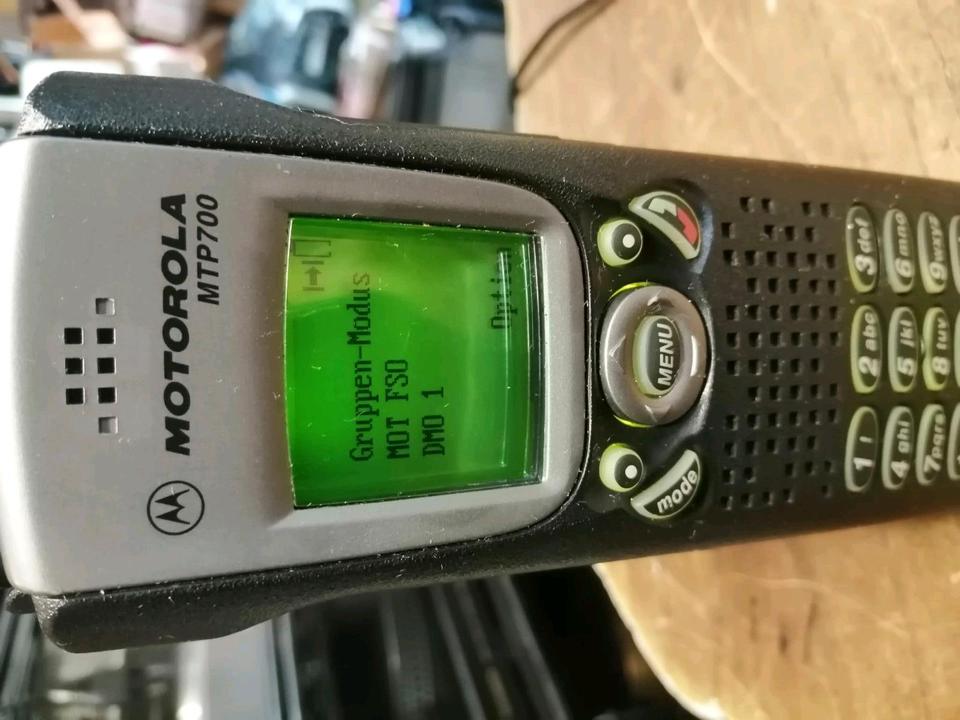 MOTOROLA
MTP700
Gruppen-Modus
MOT FSO
DMO 1
Option
mode
MENU
1
2 abc
3 def
4 ghi
5 jkl
6 mno
7 pqrs
8 tuv
9 wxyz